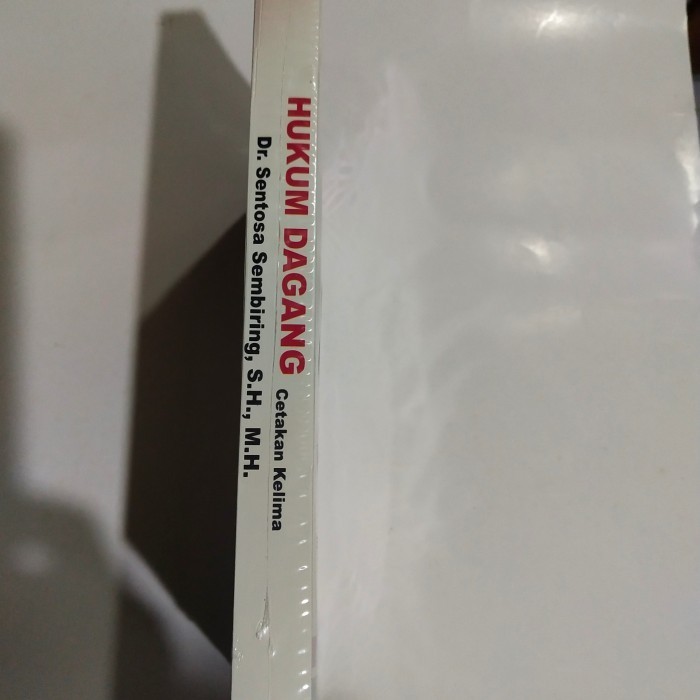 HUKUM DAGANG Cetakan Kelima
Dr. Sentosa Sembiring, S.H., M.H.